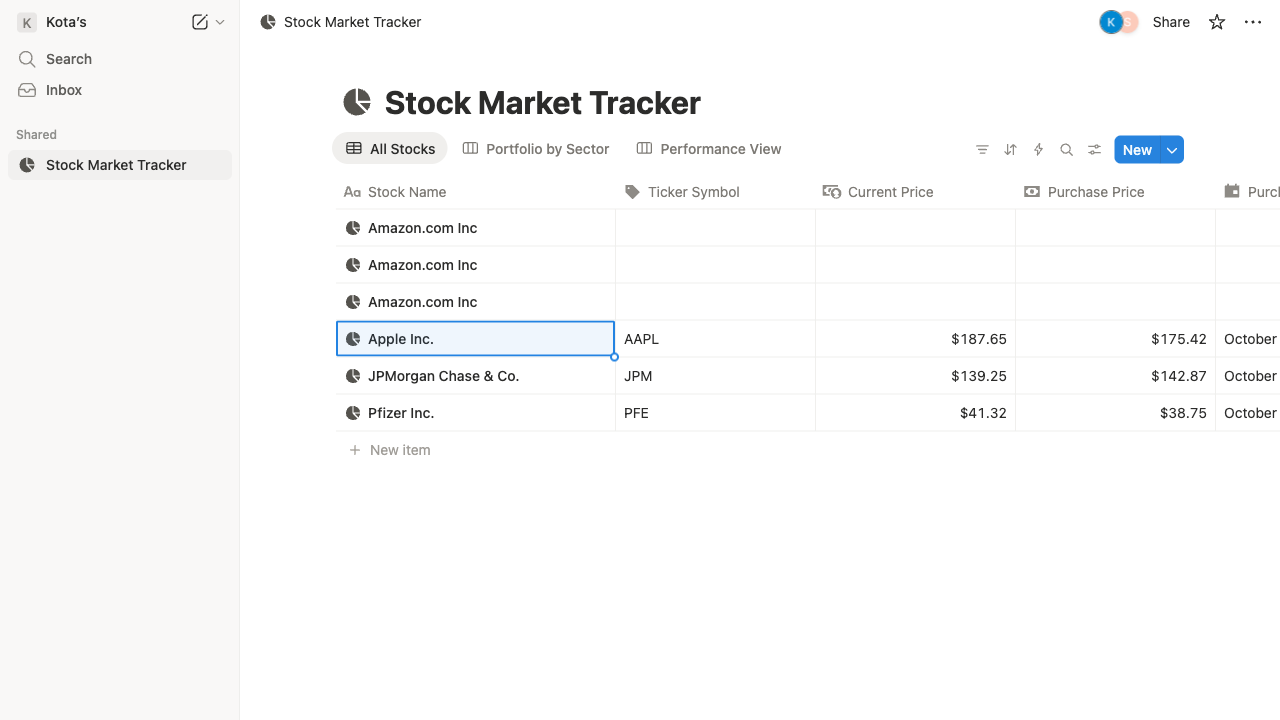 K Kota's
Search
Inbox
Shared
Stock Market Tracker
Stock Market Tracker
K S Share
Stock Market Tracker
All Stocks Portfolio by Sector Performance View New
Aa Stock Name Ticker Symbol Current Price Purchase Price Purch
Amazon.com Inc
Amazon.com Inc
Amazon.com Inc
Apple Inc. AAPL $187.65 $175.42 October
JPMorgan Chase & Co. JPM $139.25 $142.87 October
Pfizer Inc. PFE $41.32 $38.75 October
New item